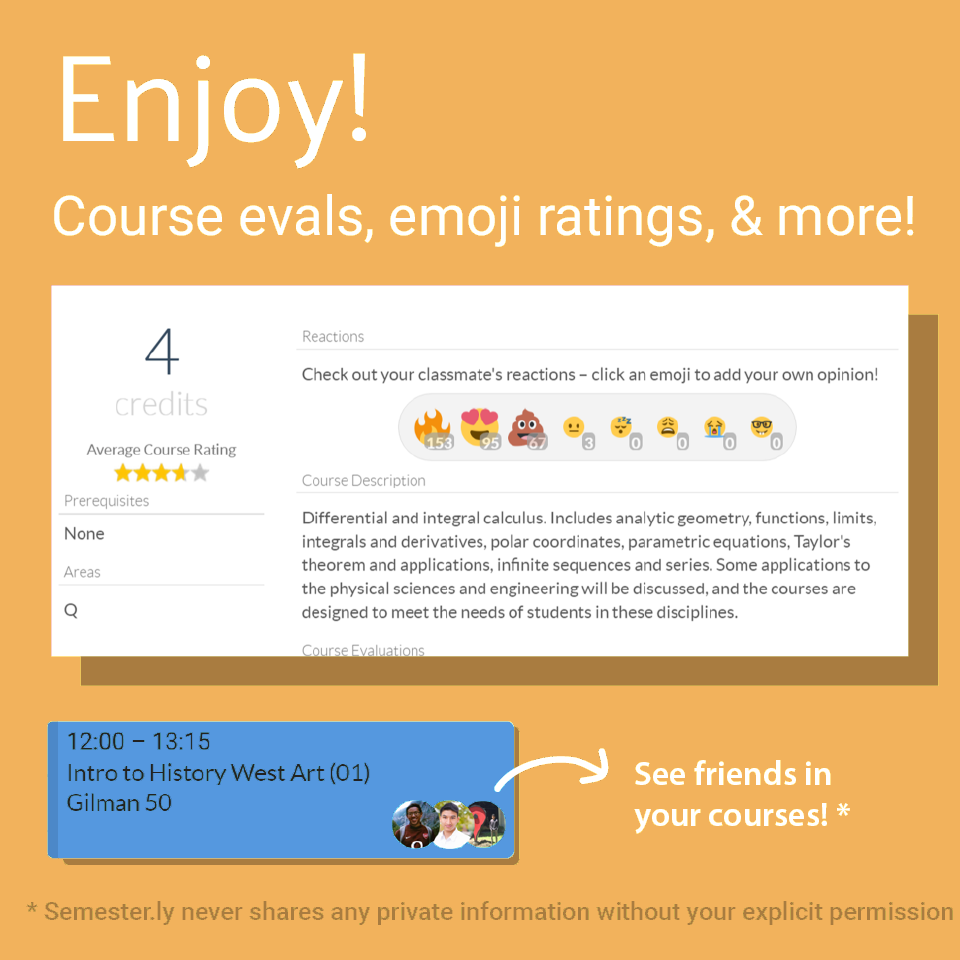 Enjoy!
Course evals, emoji ratings, & more!
4
credits
Average Course Rating
Prerequisites
None
Areas
Q
Reactions
Check out your classmate's reactions – click an emoji to add your own opinion!
153 95 67 3 0 0 0 0
Course Description
Differential and integral calculus. Includes analytic geometry, functions, limits,
integrals and derivatives, polar coordinates, parametric equations, Taylor's
theorem and applications, infinite sequences and series. Some applications to
the physical sciences and engineering will be discussed, and the courses are
designed to meet the needs of students in these disciplines.
Course Evaluations
12:00 – 13:15
Intro to History West Art (01)
Gilman 50
See friends in
your courses! *
* Semester.ly never shares any private information without your explicit permission